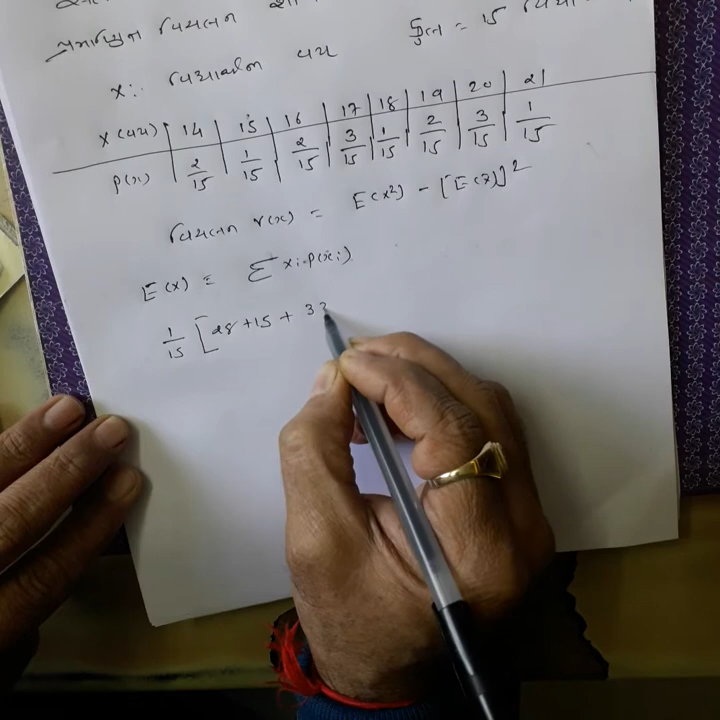 પ્રમાણિત વિચલન
X :- વિદ્યાર્થીની વય કુલ = 15
X (વય) 14 15 16 17 18 19 20 21
P(x) 2/15 1/15 2/15 3/15 1/15 2/15 3/15 1/15
વિચલન V(x) = E(x²) - [E(x)]²
E(x) = Σ xi·p(xi)
1/15 [28 + 15 + 32